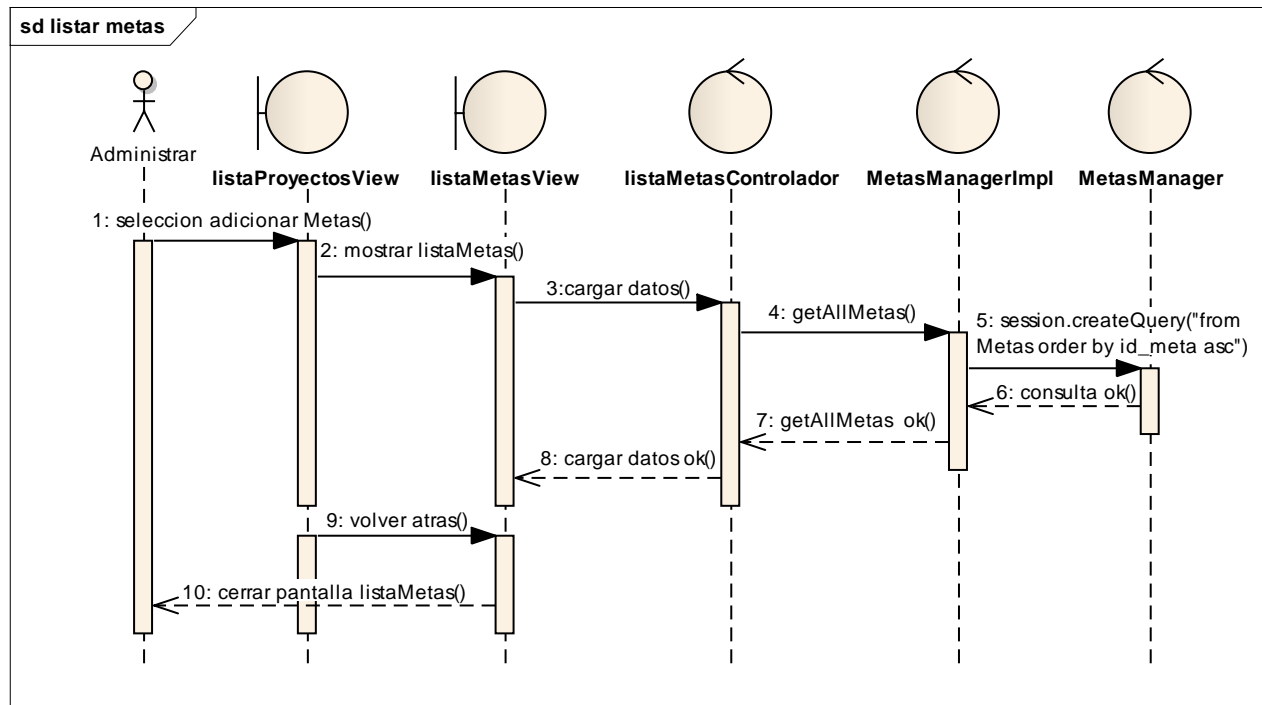 sd listar metas
Administrar
listaProyectosView
listaMetasView
listaMetasControlador
MetasManagerImpl
MetasManager
1: seleccion adicionar Metas()
2: mostrar listaMetas()
3:cargar datos()
4: getAllMetas()
5: session.createQuery("from
Metas order by id_meta asc")
6: consulta ok()
7: getAllMetas ok()
8: cargar datos ok()
9: volver atras()
10: cerrar pantalla listaMetas()